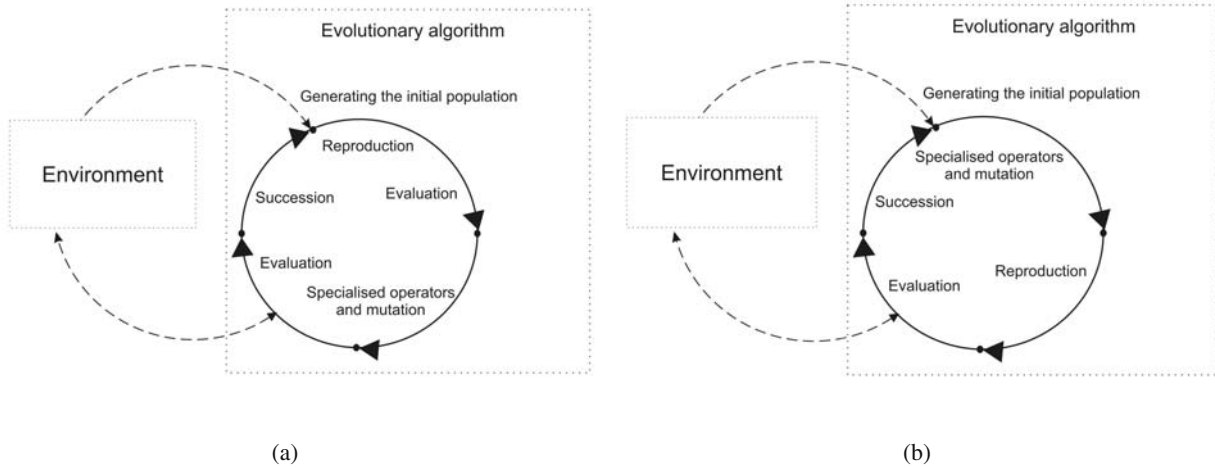 Evolutionary algorithm
Generating the initial population
Reproduction
Environment
Evaluation
Succession
Evaluation
Specialised operators
and mutation
(a)
Evolutionary algorithm
Generating the initial population
Specialised operators
and mutation
Environment
Succession
Reproduction
Evaluation
(b)